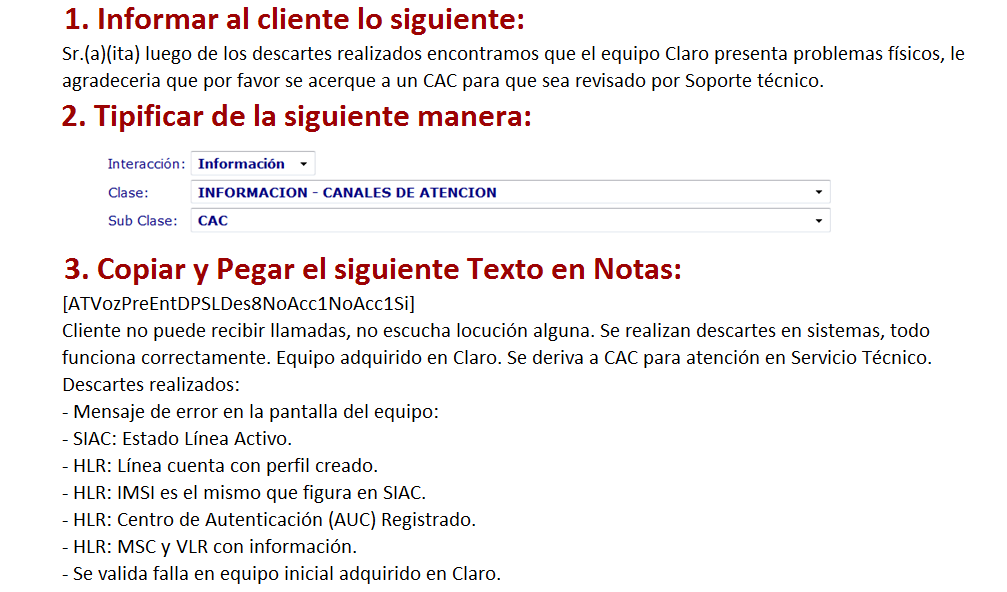 1. Informar al cliente lo siguiente:
Sr.(a)(ita) luego de los descartes realizados encontramos que el equipo Claro presenta problemas físicos, le
agradeceria que por favor se acerque a un CAC para que sea revisado por Soporte técnico.
2. Tipificar de la siguiente manera:
Interacción: Información
Clase: INFORMACION - CANALES DE ATENCION
Sub Clase: CAC
3. Copiar y Pegar el siguiente Texto en Notas:
[ATVozPreEntDPSLDes8NoAcc1NoAcc1Si]
Cliente no puede recibir llamadas, no escucha locución alguna. Se realizan descartes en sistemas, todo
funciona correctamente. Equipo adquirido en Claro. Se deriva a CAC para atención en Servicio Técnico.
Descartes realizados:
- Mensaje de error en la pantalla del equipo:
- SIAC: Estado Línea Activo.
- HLR: Línea cuenta con perfil creado.
- HLR: IMSI es el mismo que figura en SIAC.
- HLR: Centro de Autenticación (AUC) Registrado.
- HLR: MSC y VLR con información.
- Se valida falla en equipo inicial adquirido en Claro.